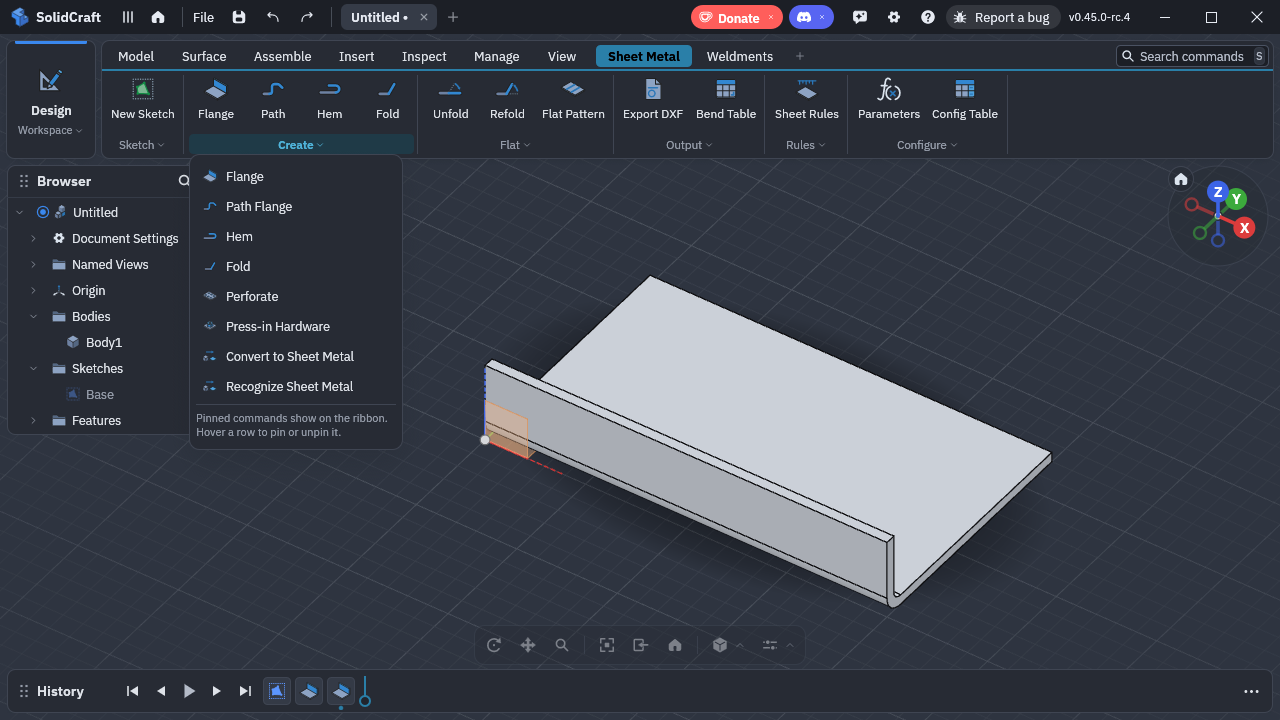 SolidCraft
File
Untitled •
Donate
Report a bug
v0.45.0-rc.4
Model
Surface
Assemble
Insert
Inspect
Manage
View
Sheet Metal
Weldments
Search commands
S
Design
Workspace
New Sketch
Flange
Path
Hem
Fold
Unfold
Refold
Flat Pattern
Export DXF
Bend Table
Sheet Rules
Parameters
Config Table
Sketch
Create
Flat
Output
Rules
Configure
Browser
Untitled
Document Settings
Named Views
Origin
Bodies
Body1
Sketches
Base
Features
Flange
Path Flange
Hem
Fold
Perforate
Press-in Hardware
Convert to Sheet Metal
Recognize Sheet Metal
Pinned commands show on the ribbon.
Hover a row to pin or unpin it.
Z
Y
X
History